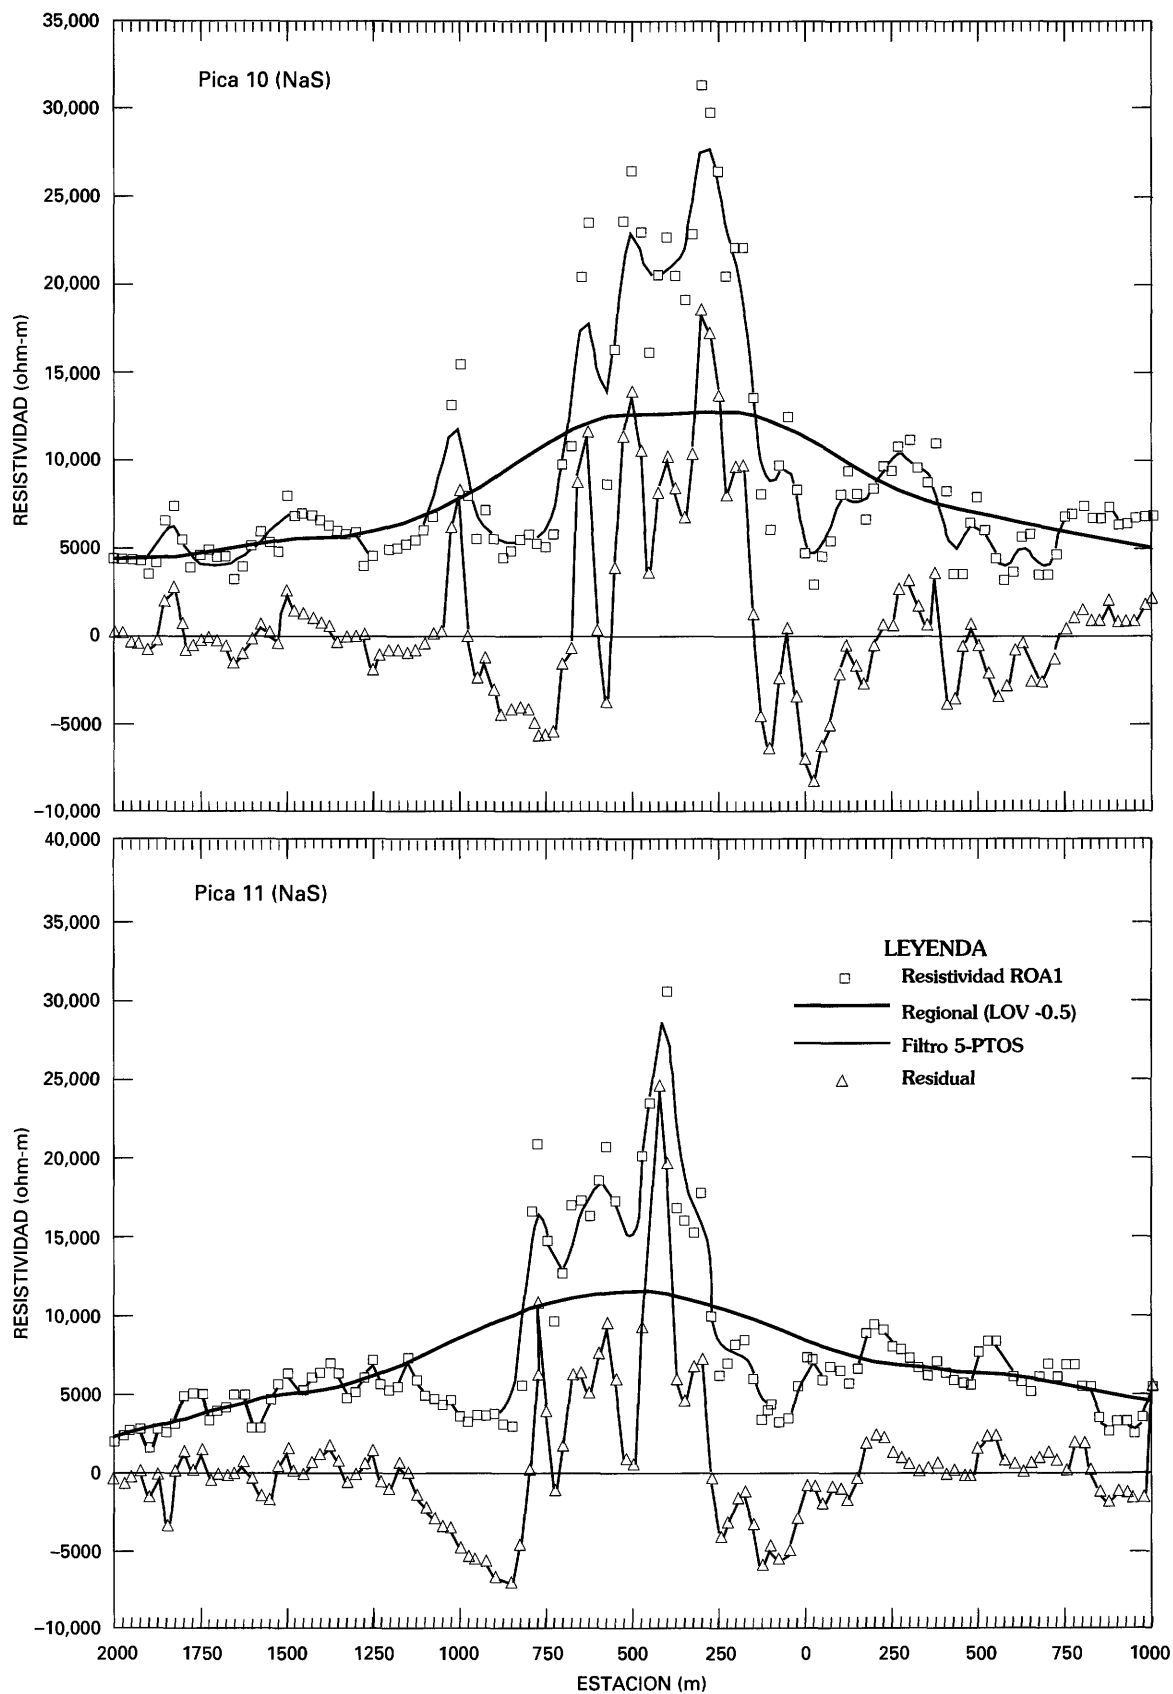 35,000
Pica 10 (NaS)
30,000
25,000
20,000
15,000
10,000
5000
0
−5000
−10,000
RESISTIVIDAD (ohm-m)
40,000
Pica 11 (NaS)
35,000
LEYENDA
Resistividad ROA1
Regional (LOV -0.5)
Filtro 5-PTOS
Residual
30,000
25,000
20,000
15,000
10,000
5000
0
−5000
−10,000
RESISTIVIDAD (ohm-m)
2000 1750 1500 1250 1000 750 500 250 0 250 500 750 1000
ESTACION (m)